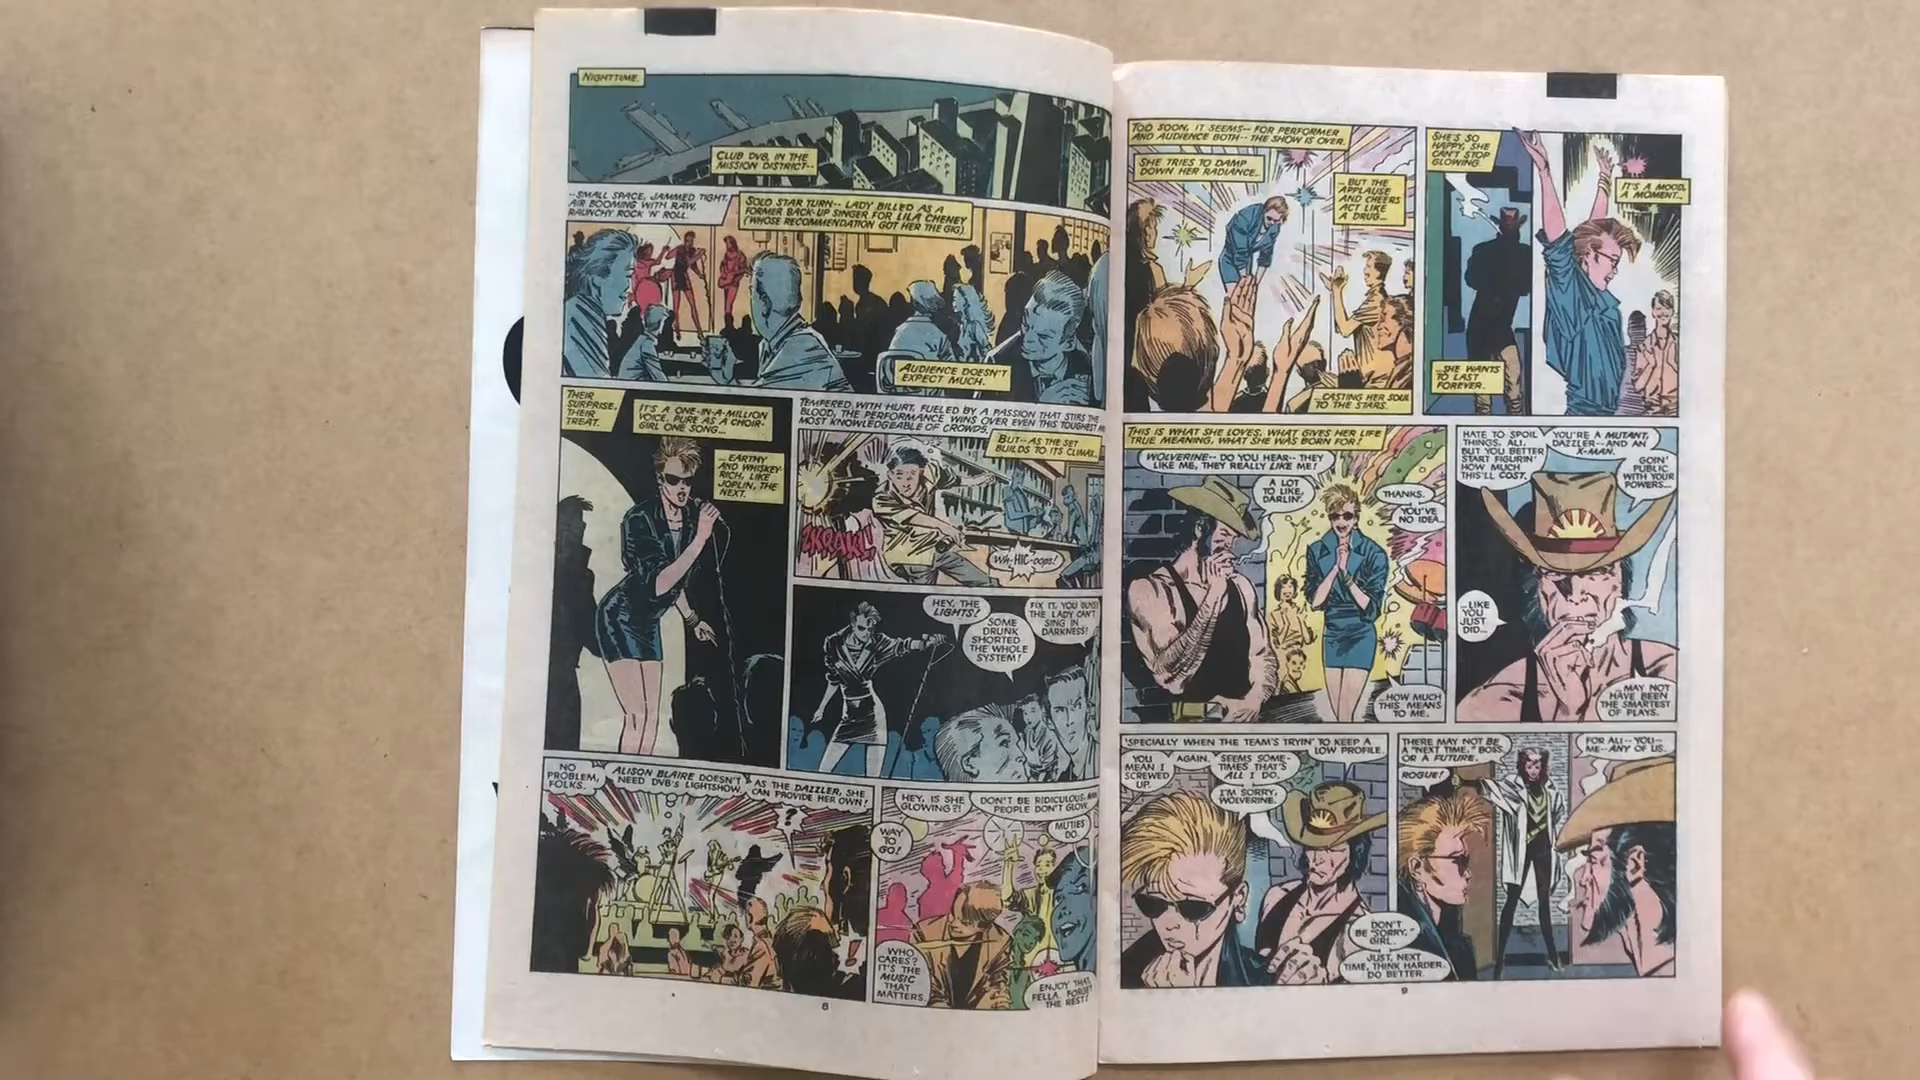 NIGHTTIME.
CLUB DV8, IN THE
MISSION DISTRICT--
--SMALL SPACE, JAMMED TIGHT,
AIR BOOMING WITH RAW,
RAUNCHY ROCK 'N' ROLL.
SOLO STAR TURN-- LADY BILLED AS A
FORMER BACK-UP SINGER FOR LILA CHENEY
(WHOSE RECOMMENDATION GOT HER THE GIG).
AUDIENCE DOESN'T
EXPECT MUCH.
THEIR
SURPRISE,
THEIR
TREAT.
IT'S A ONE-IN-A-MILLION
VOICE, PURE AS A CHOIR-
GIRL ONE SONG...
...EARTHY
AND WHISKEY-
RICH, LIKE
JOPLIN, THE
NEXT.
TEMPERED WITH HURT, FUELED BY A PASSION THAT STIRS THE
BLOOD, THE PERFORMANCE WINS OVER EVEN THIS TOUGHEST
MOST KNOWLEDGEABLE OF CROWDS.
BUT-- AS THE SET
BUILDS TO ITS CLIMAX...
ZKRAKL!
WH-HIC-OOPS!
HEY, THE
LIGHTS!
SOME
DRUNK
SHORTED
THE WHOLE
SYSTEM!
FIX IT, YOU GUYS!
THE LADY CAN'T
SING IN
DARKNESS!
NO
PROBLEM,
FOLKS.
ALISON BLAIRE DOESN'T
NEED DV8'S LIGHTSHOW.
AS THE DAZZLER, SHE
CAN PROVIDE HER OWN!
?
!
HEY, IS SHE
GLOWING?!
DON'T BE RIDICULOUS, MAN.
PEOPLE DON'T GLOW.
MUTIES
DO.
WAY
TO
GO!
WHO
CARES?
IT'S THE
MUSIC
THAT
MATTERS.
ENJOY THAT,
FELLA. FORGET
THE REST!
8
TOO SOON, IT SEEMS-- FOR PERFORMER
AND AUDIENCE BOTH-- THE SHOW IS OVER.
SHE TRIES TO DAMP
DOWN HER RADIANCE...
...BUT THE
APPLAUSE
AND CHEERS
ACT LIKE
A DRUG...
...CASTING HER SOUL
TO THE STARS.
SHE'S SO
HAPPY, SHE
CAN'T STOP
GLOWING.
IT'S A MOOD,
A MOMENT...
...SHE WANTS
TO LAST
FOREVER.
THIS IS WHAT SHE LOVES, WHAT GIVES HER LIFE
TRUE MEANING, WHAT SHE WAS BORN FOR!
WOLVERINE-- DO YOU HEAR-- THEY
LIKE ME, THEY REALLY LIKE ME!
A LOT
TO LIKE,
DARLIN'.
THANKS.
YOU'VE
NO IDEA...
...HOW MUCH
THIS MEANS
TO ME.
HATE TO SPOIL
THINGS, ALI,
BUT YOU BETTER
START FIGURIN'
HOW MUCH
THIS'LL COST.
YOU'RE A MUTANT,
DAZZLER-- AND AN
X-MAN.
GOIN'
PUBLIC
WITH YOUR
POWERS...
...LIKE
YOU
JUST
DID...
...MAY NOT
HAVE BEEN
THE SMARTEST
OF PLAYS.
'SPECIALLY WHEN THE TEAM'S TRYIN' TO KEEP A
LOW PROFILE.
YOU
MEAN I
SCREWED
UP.
AGAIN.
SEEMS SOME-
TIMES THAT'S
ALL I DO.
I'M SORRY,
WOLVERINE.
DON'T
BE "SORRY,"
GIRL.
JUST, NEXT
TIME, THINK HARDER.
DO BETTER.
THERE MAY NOT BE
A "NEXT TIME," BOSS.
OR A FUTURE.
ROGUE!
FOR ALI--YOU--
ME--ANY OF US.
9